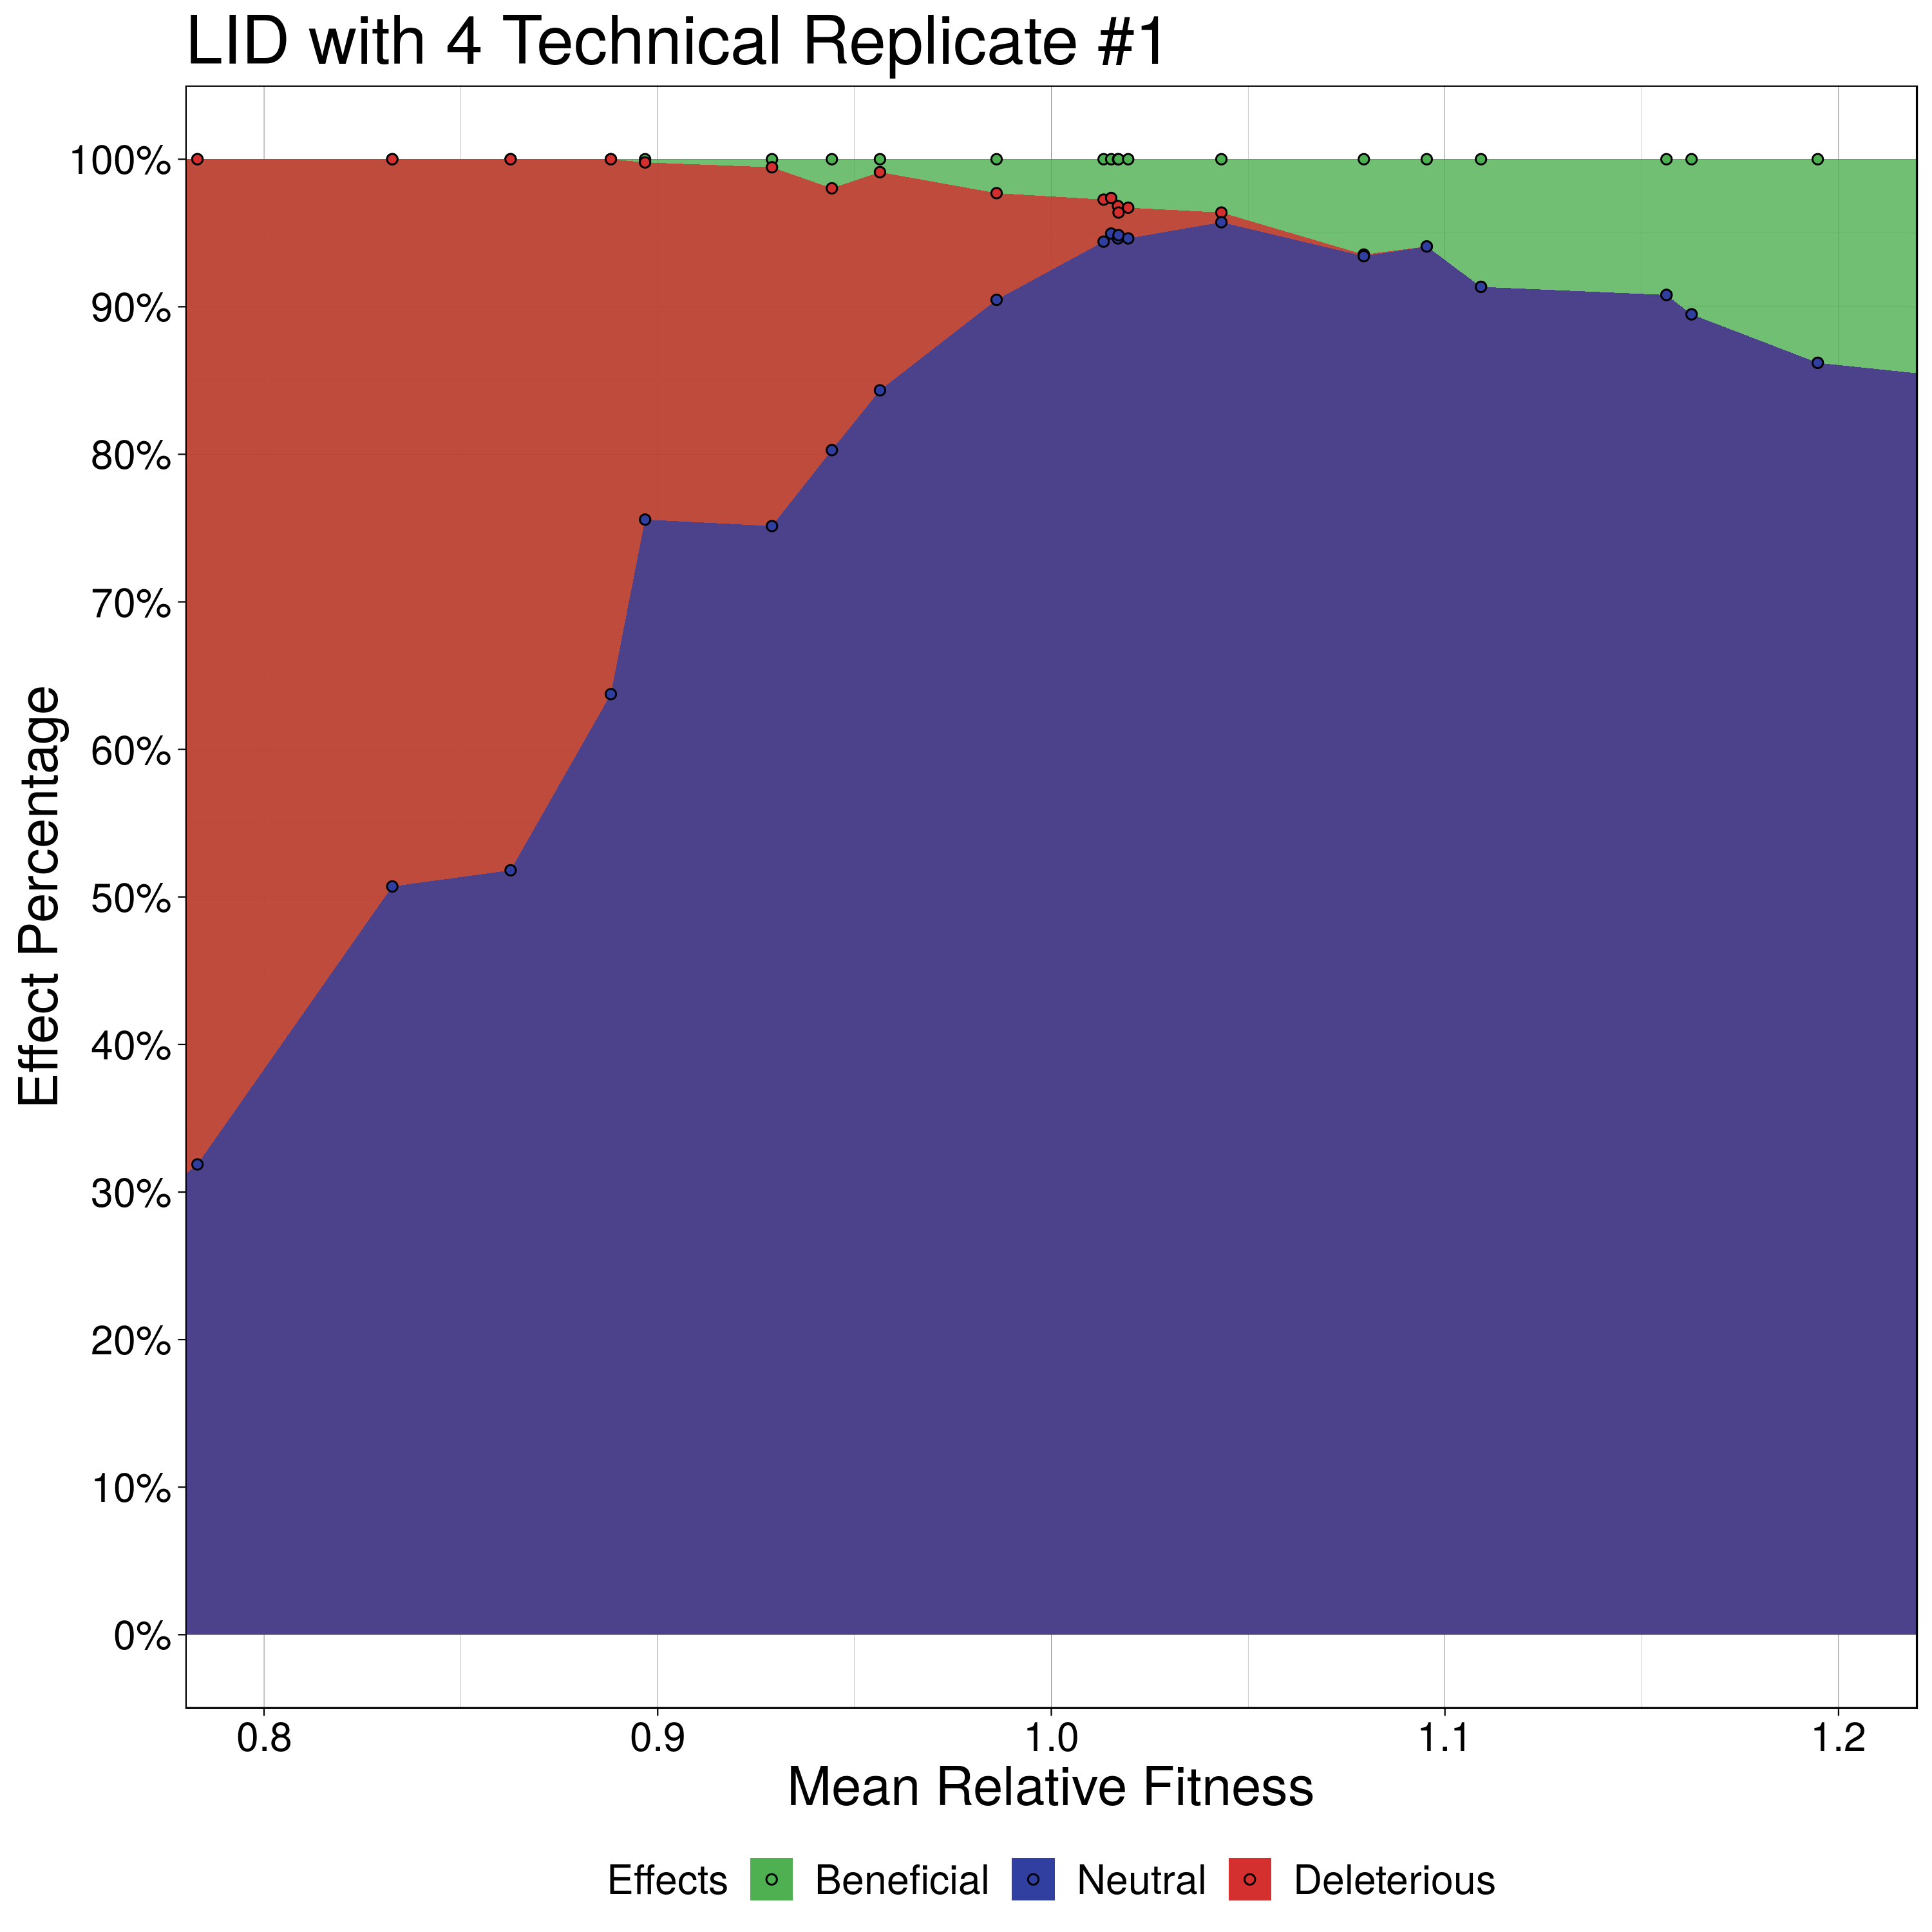 LID with 4 Technical Replicate #1
Effect Percentage
100%
90%
80%
70%
60%
50%
40%
30%
20%
10%
0%
0.8 0.9 1.0 1.1 1.2
Mean Relative Fitness
Effects Beneficial Neutral Deleterious